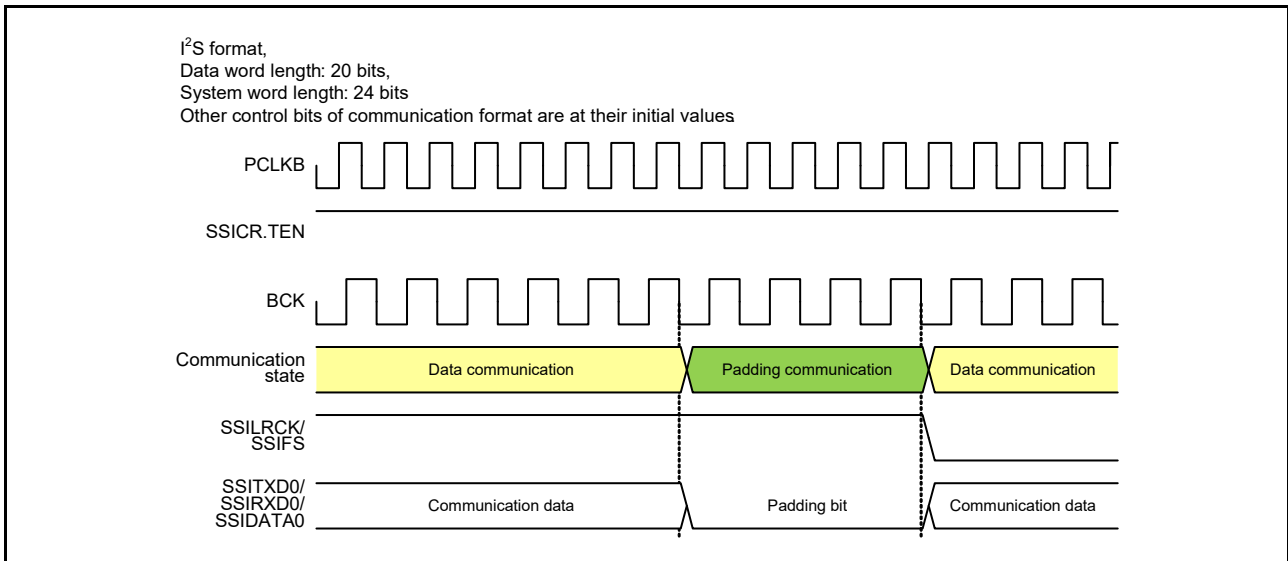 I²S format,
Data word length: 20 bits,
System word length: 24 bits
Other control bits of communication format are at their initial values.
PCLKB
SSICR.TEN
BCK
Communication
state
Data communication
Padding communication
Data communication
SSILRCK/
SSIFS
SSITXD0/
SSIRXD0/
SSIDATA0
Communication data
Padding bit
Communication data